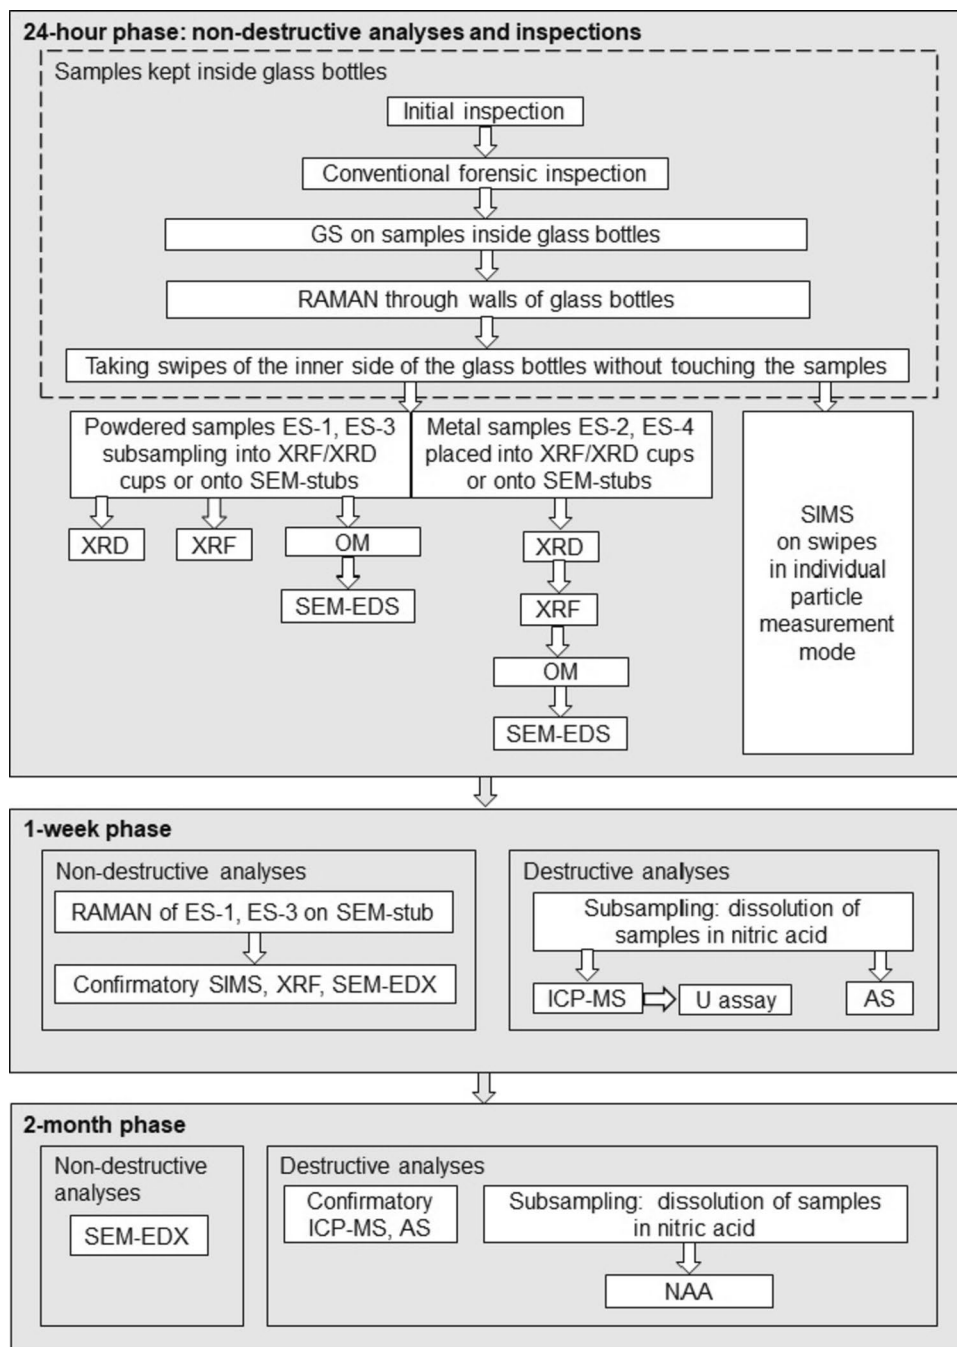 24-hour phase: non-destructive analyses and inspections
Samples kept inside glass bottles
Initial inspection
Conventional forensic inspection
GS on samples inside glass bottles
RAMAN through walls of glass bottles
Taking swipes of the inner side of the glass bottles without touching the samples
Powdered samples ES-1, ES-3
subsampling into XRF/XRD
cups or onto SEM-stubs
Metal samples ES-2, ES-4
placed into XRF/XRD cups
or onto SEM-stubs
XRD
XRF
OM
SEM-EDS
XRD
XRF
OM
SEM-EDS
SIMS
on swipes
in individual
particle
measurement
mode
1-week phase
Non-destructive analyses
RAMAN of ES-1, ES-3 on SEM-stub
Confirmatory SIMS, XRF, SEM-EDX
Destructive analyses
Subsampling: dissolution of
samples in nitric acid
ICP-MS
U assay
AS
2-month phase
Non-destructive
analyses
SEM-EDX
Destructive analyses
Confirmatory
ICP-MS, AS
Subsampling: dissolution of samples
in nitric acid
NAA